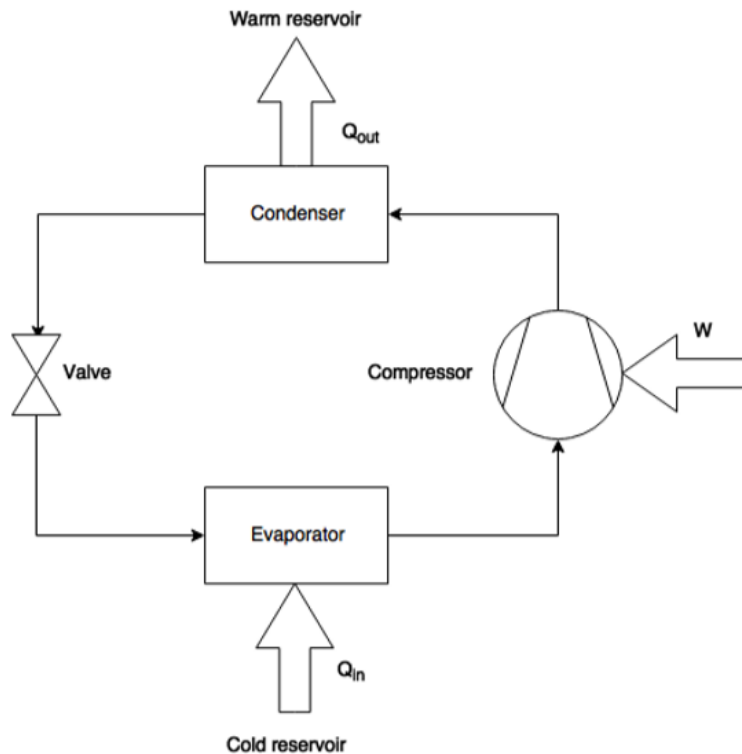 Warm reservoir
Qout
Condenser
W
Valve
Compressor
Evaporator
Qin
Cold reservoir